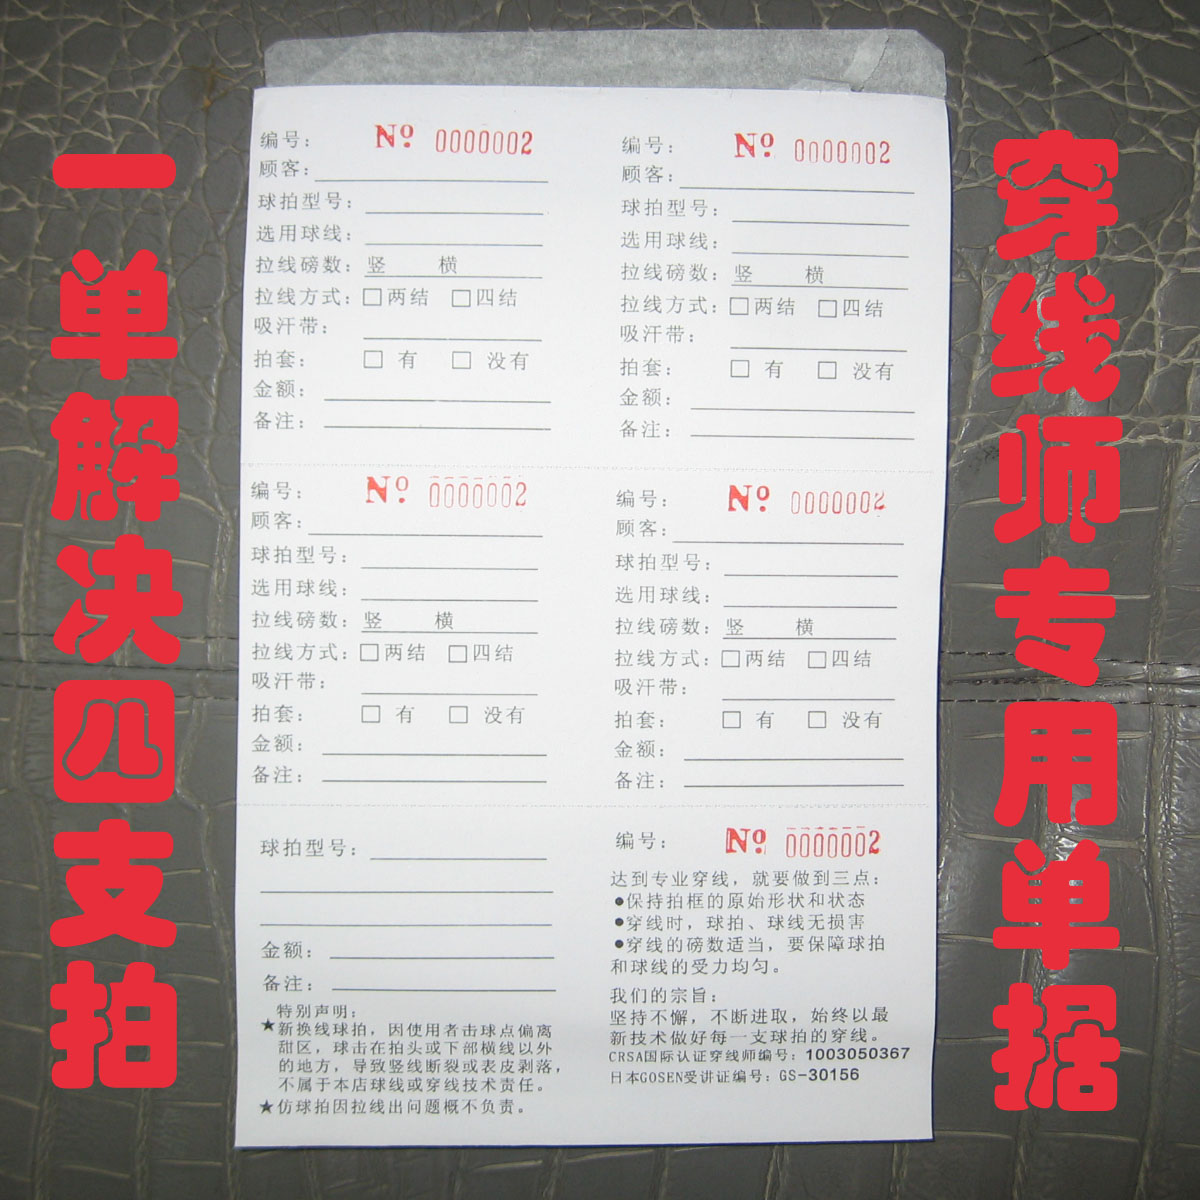 一单解决四支拍
穿线师专用单据
编号： Nº 0000002
顾客：
球拍型号：
选用球线：
拉线磅数： 竖 横
拉线方式： □两结 □四结
吸汗带：
拍套： □ 有 □ 没有
金额：
备注：
编号： Nº 0000002
顾客：
球拍型号：
选用球线：
拉线磅数： 竖 横
拉线方式： □两结 □四结
吸汗带：
拍套： □ 有 □ 没有
金额：
备注：
编号： Nº 0000002
顾客：
球拍型号：
选用球线：
拉线磅数： 竖 横
拉线方式： □两结 □四结
吸汗带：
拍套： □ 有 □ 没有
金额：
备注：
编号： Nº 0000002
顾客：
球拍型号：
选用球线：
拉线磅数： 竖 横
拉线方式： □两结 □四结
吸汗带：
拍套： □ 有 □ 没有
金额：
备注：
球拍型号：
金额：
备注：
特别声明：
★新换线球拍，因使用者击球点偏离
甜区，球击在拍头或下部横线以外
的地方，导致竖线断裂或表皮剥落，
不属于本店球线或穿线技术责任。
★仿球拍因拉线出问题概不负责。
编号： Nº 0000002
达到专业穿线，就要做到三点：
●保持拍框的原始形状和状态
●穿线时，球拍、球线无损害
●穿线的磅数适当，要保障球拍
和球线的受力均匀。
我们的宗旨：
坚持不懈，不断进取，始终以最
新技术做好每一支球拍的穿线。
CRSA国际认证穿线师编号：1003050367
日本GOSEN受讲证编号：GS-30156